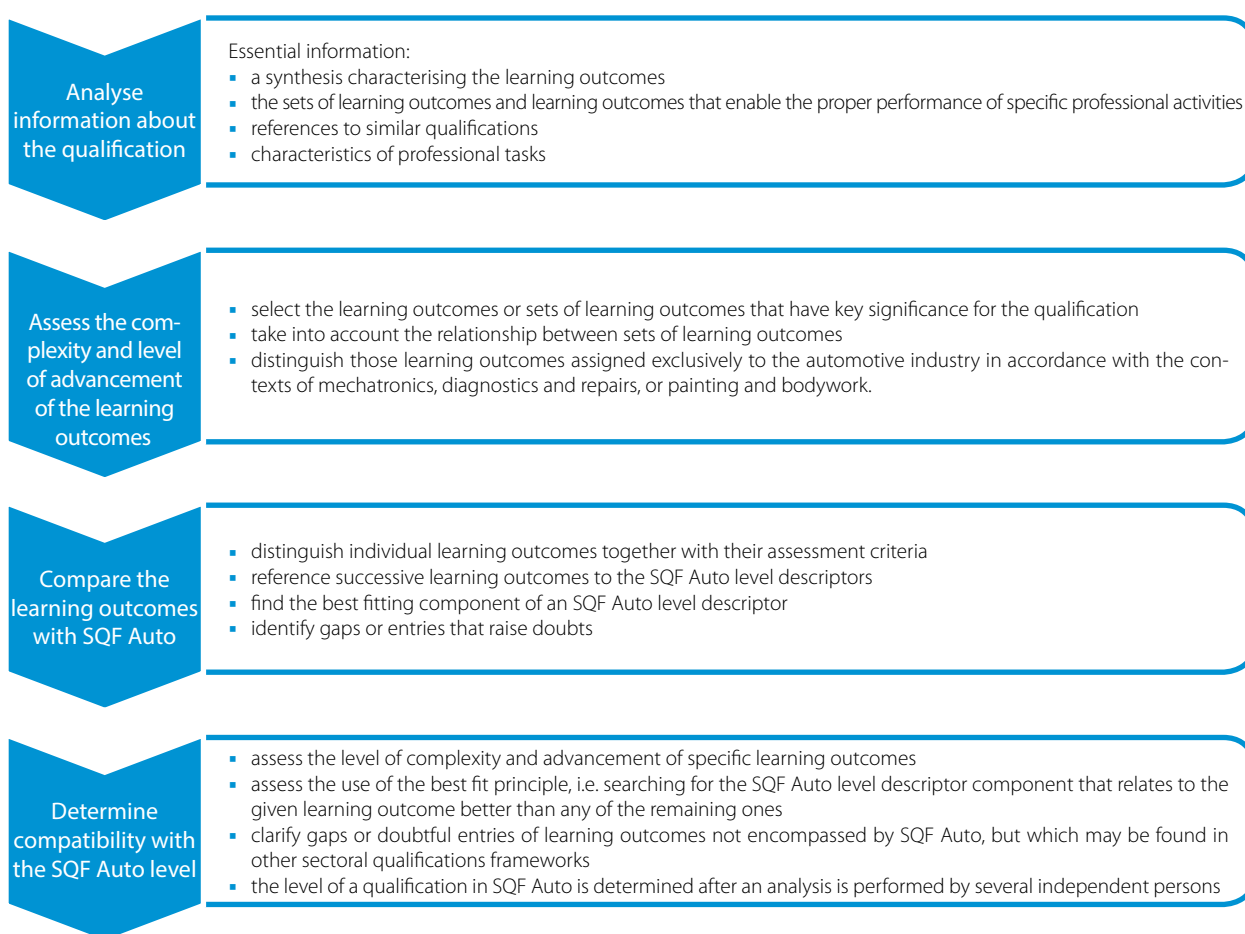 Analyse
information about
the qualification
Essential information:
▪ a synthesis characterising the learning outcomes
▪ the sets of learning outcomes and learning outcomes that enable the proper performance of specific professional activities
▪ references to similar qualifications
▪ characteristics of professional tasks
Assess the com-
plexity and level
of advancement
of the learning
outcomes
▪ select the learning outcomes or sets of learning outcomes that have key significance for the qualification
▪ take into account the relationship between sets of learning outcomes
▪ distinguish those learning outcomes assigned exclusively to the automotive industry in accordance with the con-
texts of mechatronics, diagnostics and repairs, or painting and bodywork.
Compare the
learning outcomes
with SQF Auto
▪ distinguish individual learning outcomes together with their assessment criteria
▪ reference successive learning outcomes to the SQF Auto level descriptors
▪ find the best fitting component of an SQF Auto level descriptor
▪ identify gaps or entries that raise doubts
Determine
compatibility with
the SQF Auto level
▪ assess the level of complexity and advancement of specific learning outcomes
▪ assess the use of the best fit principle, i.e. searching for the SQF Auto level descriptor component that relates to the
given learning outcome better than any of the remaining ones
▪ clarify gaps or doubtful entries of learning outcomes not encompassed by SQF Auto, but which may be found in
other sectoral qualifications frameworks
▪ the level of a qualification in SQF Auto is determined after an analysis is performed by several independent persons